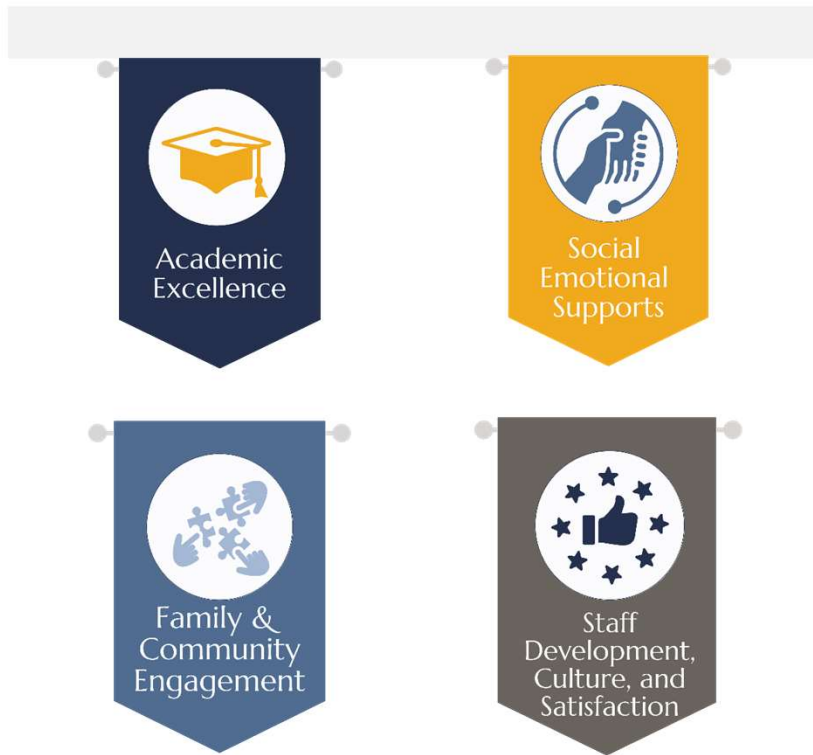 Academic
Excellence
Social
Emotional
Supports
Family &
Community
Engagement
Staff
Development,
Culture, and
Satisfaction